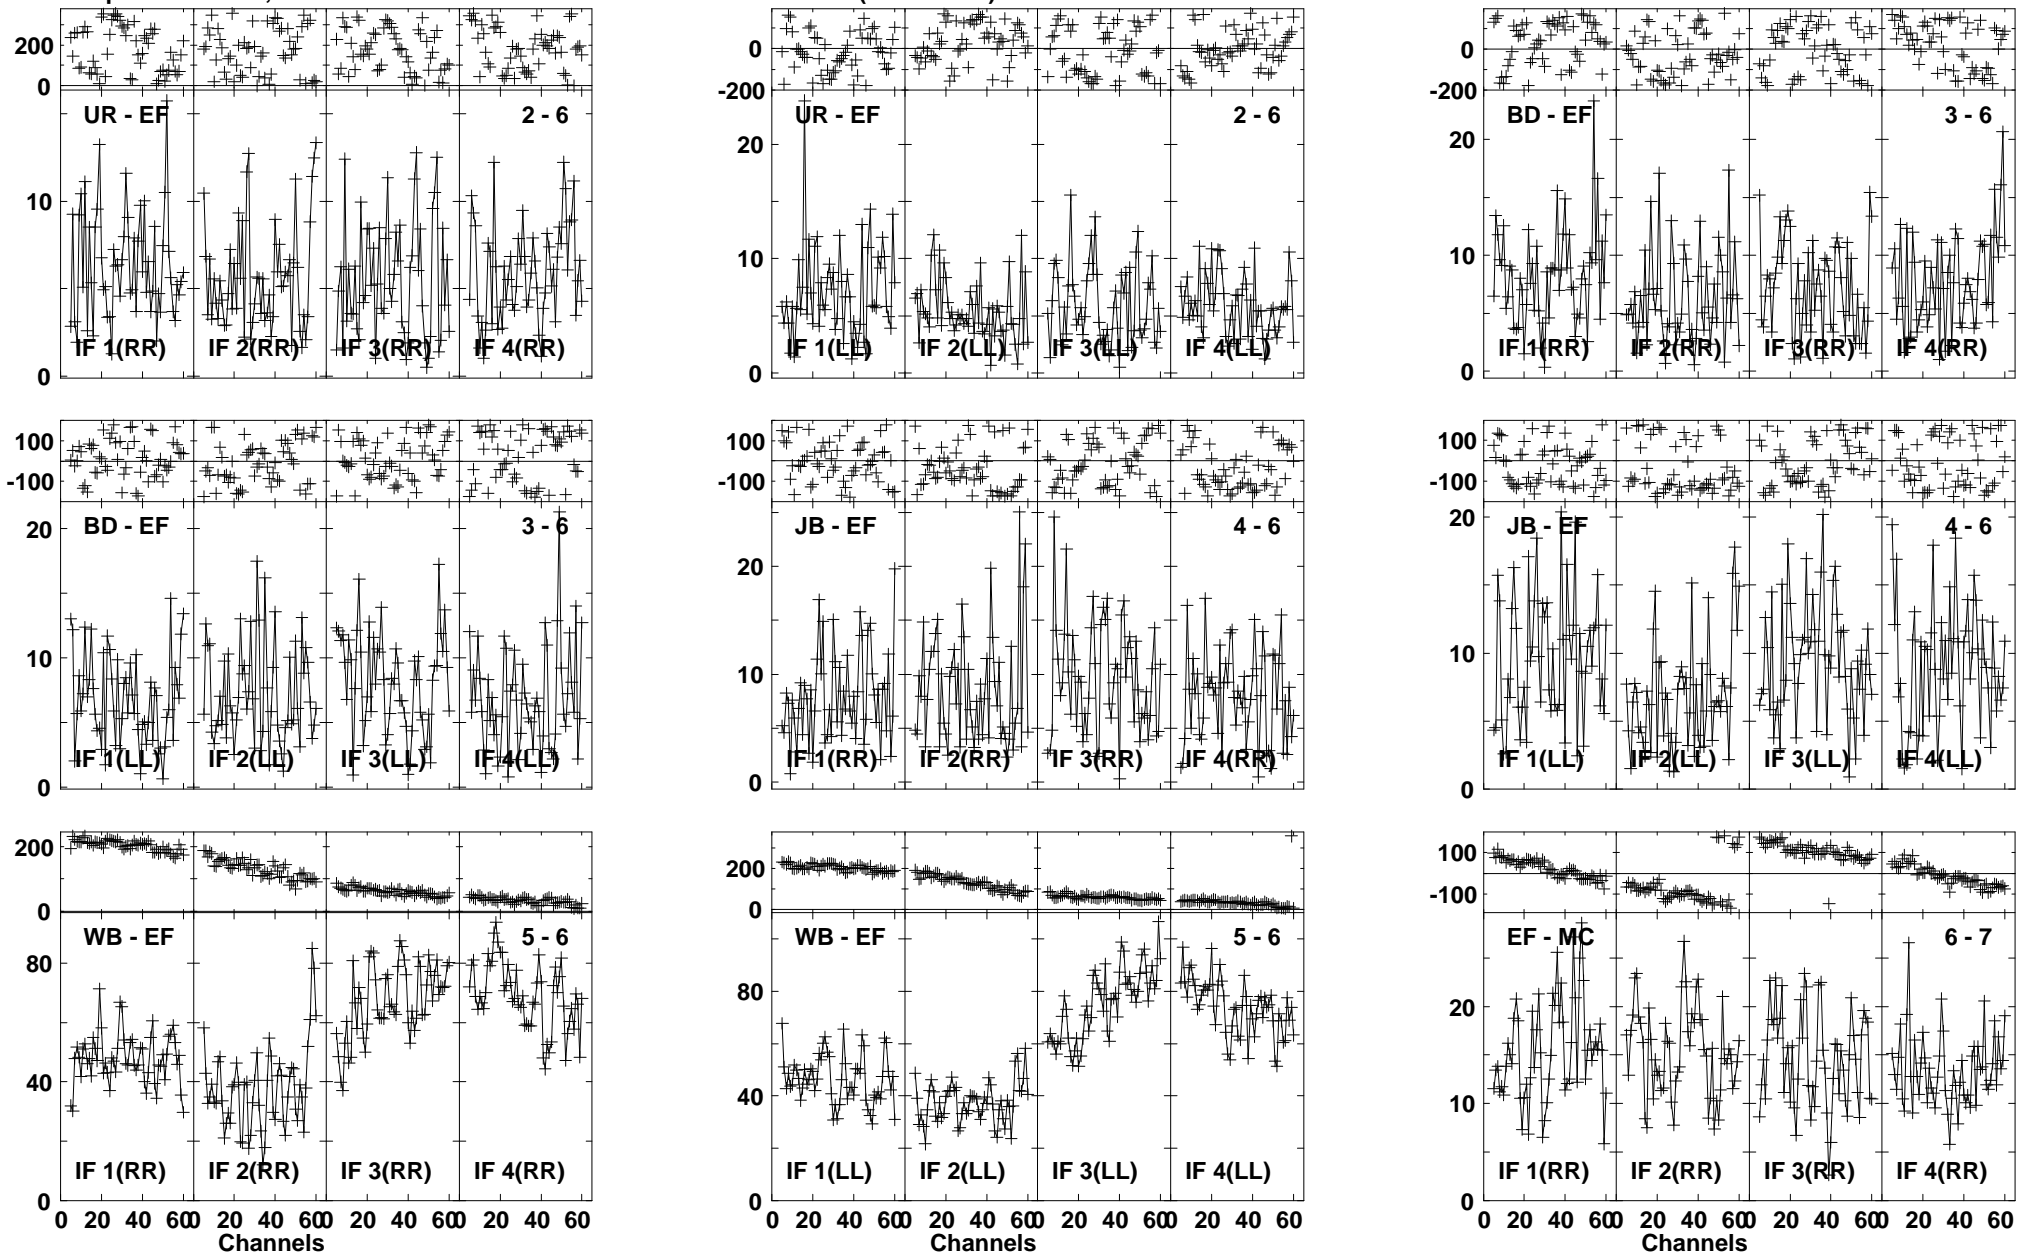 200 0 -200 0
0 -200 -200
UR - EF 2 - 6 UR - EF 2 - 6 BD - EF 3 - 6
20 20
10 10 10
IF 1(RR) IF 2(RR) IF 3(RR) IF 4(RR) IF 1(LL) IF 2(LL) IF 3(LL) IF 4(LL) IF 1(RR) IF 2(RR) IF 3(RR) IF 4(RR)
0 0 0
100 100 100
-100 -100 -100
BD - EF 3 - 6 JB - EF 4 - 6 JB - EF 4 - 6
20 20 20
10 10 10
IF 1(LL) IF 2(LL) IF 3(LL) IF 4(LL) IF 1(RR) IF 2(RR) IF 3(RR) IF 4(RR) IF 1(LL) IF 2(LL) IF 3(LL) IF 4(LL)
0 0 0
200 200 100
0 0 -100
WB - EF 5 - 6 WB - EF 5 - 6 EF - MC 6 - 7
80 80 20
40 40 10
IF 1(RR) IF 2(RR) IF 3(RR) IF 4(RR) IF 1(LL) IF 2(LL) IF 3(LL) IF 4(LL) IF 1(RR) IF 2(RR) IF 3(RR) IF 4(RR)
0 0 0
0 20 40 60 0 20 40 60 0 20 40 60 0 20 40 60 0 20 40 60 0 20 40 60 0 20 40 60 0 20 40 60 0 20 40 60 0 20 40 60 0 20 40 60 0 20 40 60
Channels Channels Channels